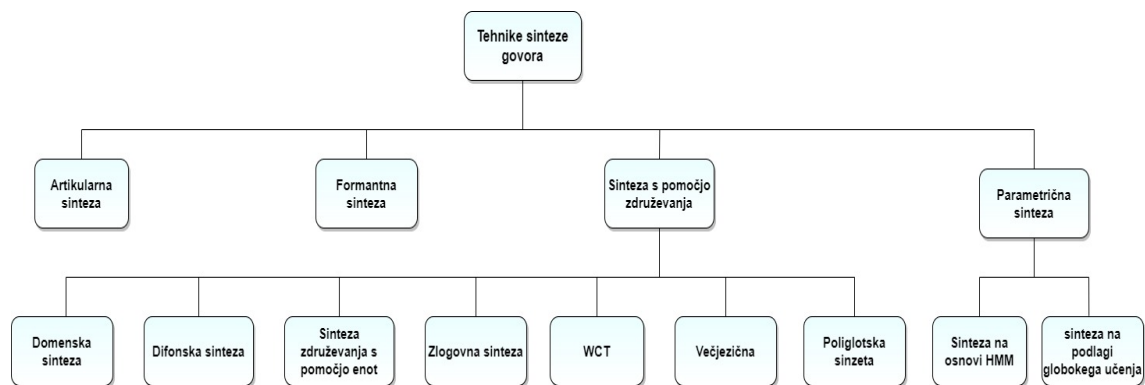 Tehnike sinteze
govora
Artikularna
sinteza
Formantna
sinteza
Sinteza s pomočjo
združevanja
Parametrična
sinteza
Domenska
sinteza
Difonska sinteza
Sinteza
združevanja s
pomočjo enot
Zlogovna sinteza
WCT
Večjezična
Poliglotska
sinzeta
Sinteza na
osnovi HMM
sinteza na
podlagi
globokega učenja